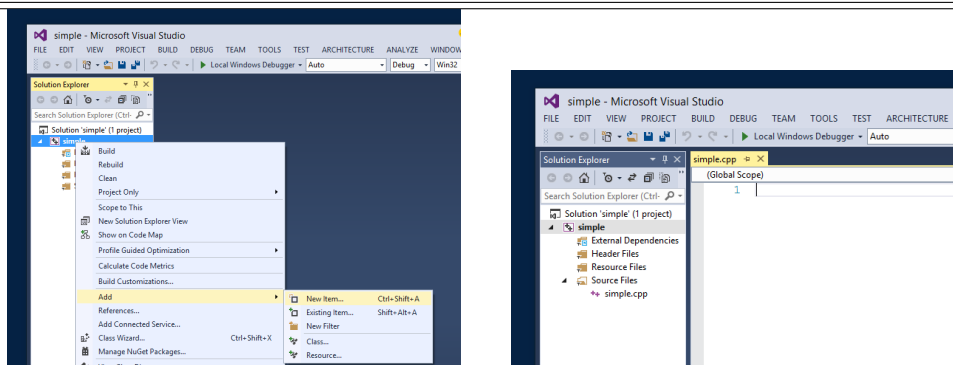 simple - Microsoft Visual Studio
FILE EDIT VIEW PROJECT BUILD DEBUG TEAM TOOLS TEST ARCHITECTURE ANALYZE WINDOW
Local Windows Debugger Auto Debug Win32
Solution Explorer
Search Solution Explorer (Ctrl-
Solution 'simple' (1 project)
simple
Build
Rebuild
Clean
Project Only
Scope to This
New Solution Explorer View
Show on Code Map
Profile Guided Optimization
Calculate Code Metrics
Build Customizations...
Add
References...
Add Connected Service...
Class Wizard... Ctrl+Shift+X
Manage NuGet Packages...
New Item... Ctrl+Shift+A
Existing Item... Shift+Alt+A
New Filter
Class...
Resource...
simple - Microsoft Visual Studio
FILE EDIT VIEW PROJECT BUILD DEBUG TEAM TOOLS TEST ARCHITECTURE
Local Windows Debugger Auto
Solution Explorer
Search Solution Explorer (Ctrl-
Solution 'simple' (1 project)
simple
External Dependencies
Header Files
Resource Files
Source Files
simple.cpp
simple.cpp
(Global Scope)
1